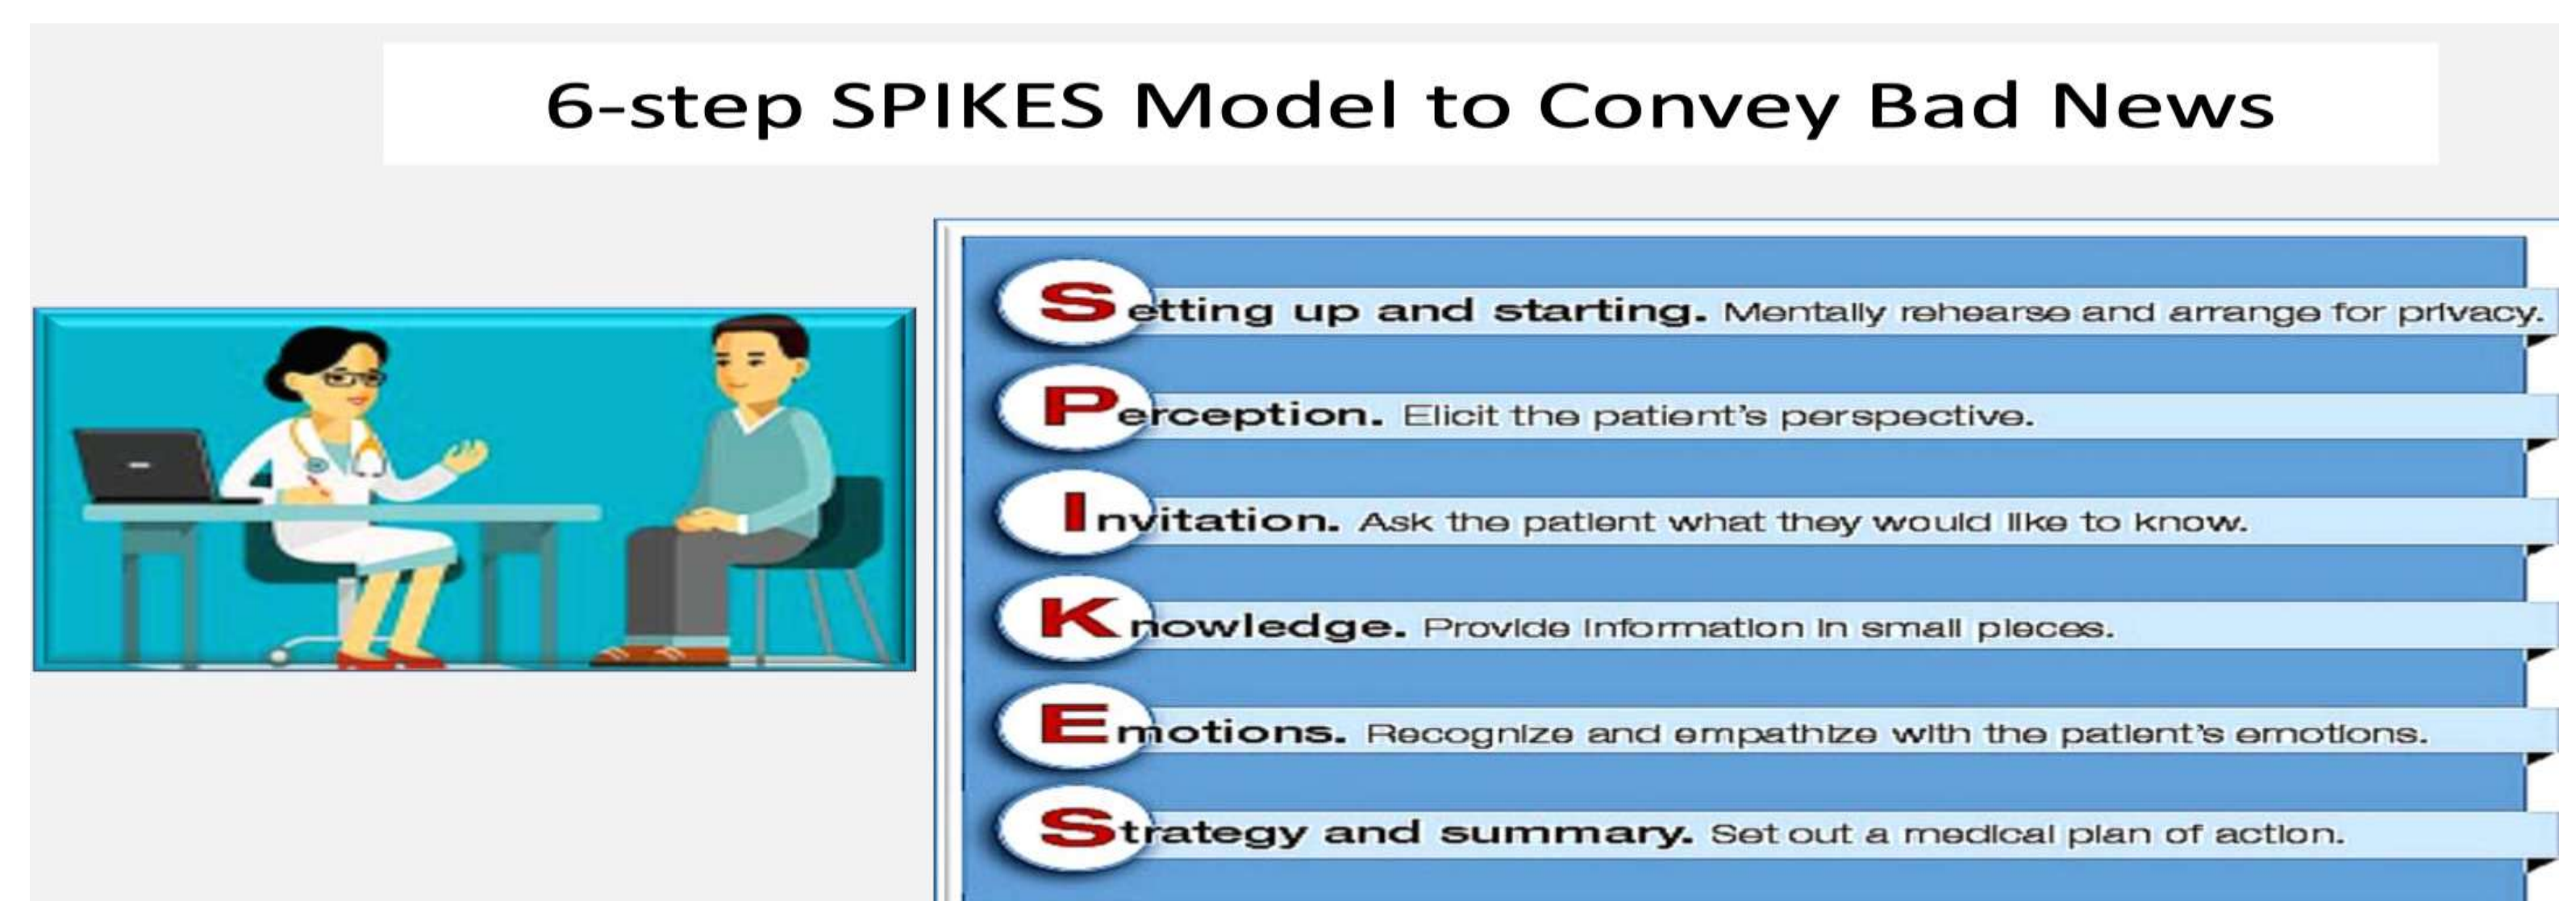 6-step SPIKES Model to Convey Bad News
Setting up and starting. Mentally rehearse and arrange for privacy.
Perception. Elicit the patient's perspective.
Invitation. Ask the patient what they would like to know.
Knowledge. Provide information in small pieces.
Emotions. Recognize and empathize with the patient's emotions.
Strategy and summary. Set out a medical plan of action.